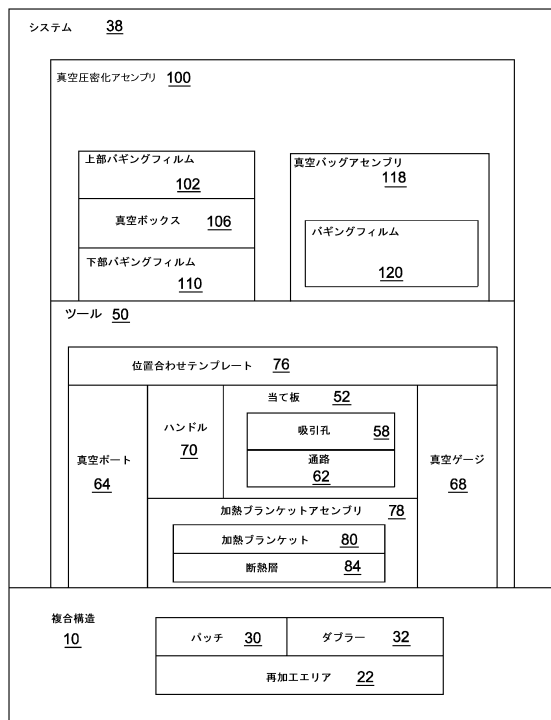 システム 38
真空圧密化アセンブリ 100
上部バギングフィルム
102
真空ボックス 106
下部バギングフィルム
110
真空バッグアセンブリ
118
バギングフィルム
120
ツール 50
位置合わせテンプレート 76
真空ポート
64
ハンドル
70
当て板 52
吸引孔 58
通路
62
真空ゲージ
68
加熱ブランケットアセンブリ 78
加熱ブランケット 80
断熱層 84
複合構造
10
パッチ 30
ダブラー 32
再加工エリア 22